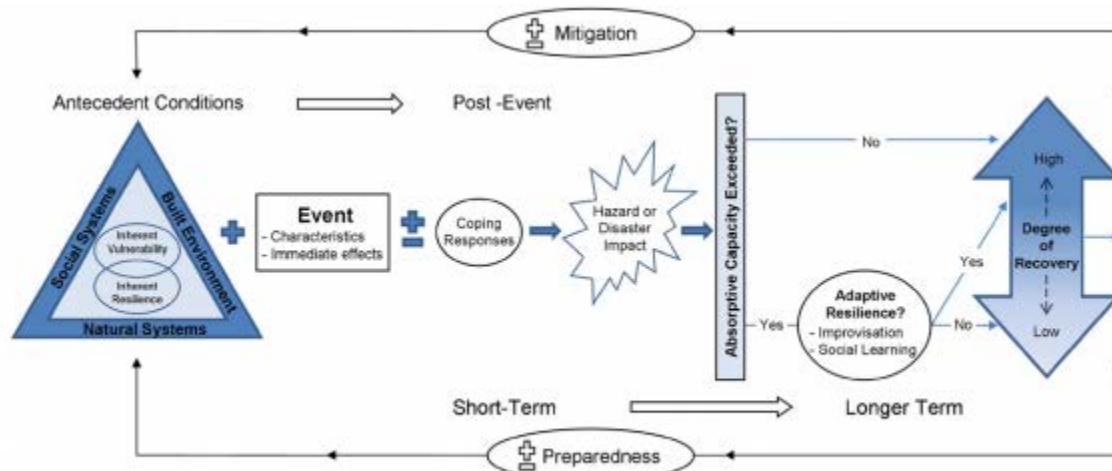 ± Mitigation
Antecedent Conditions
Post -Event
Social Systems
Built Environment
Natural Systems
Inherent
Vulnerability
Inherent
Resilience
+
Event
- Characteristics
- Immediate effects
±
Coping
Responses
Hazard or
Disaster
Impact
Absorptive Capacity Exceeded?
No
Yes
Adaptive
Resilience?
- Improvisation
- Social Learning
Yes
No
High
Degree
of
Recovery
Low
Short-Term
Longer Term
± Preparedness